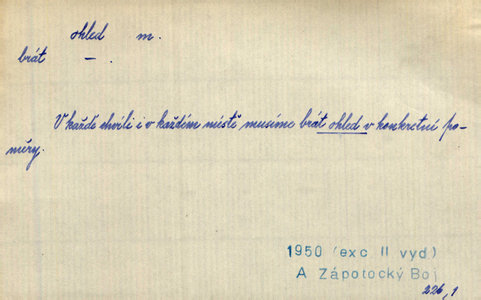 ohled m.
brát — .
V každé chvíli i v každém místě musíme brát ohled v konkretní po-
měry.
1950 (exc II vyd)
A Zápotocký Boj
226,1